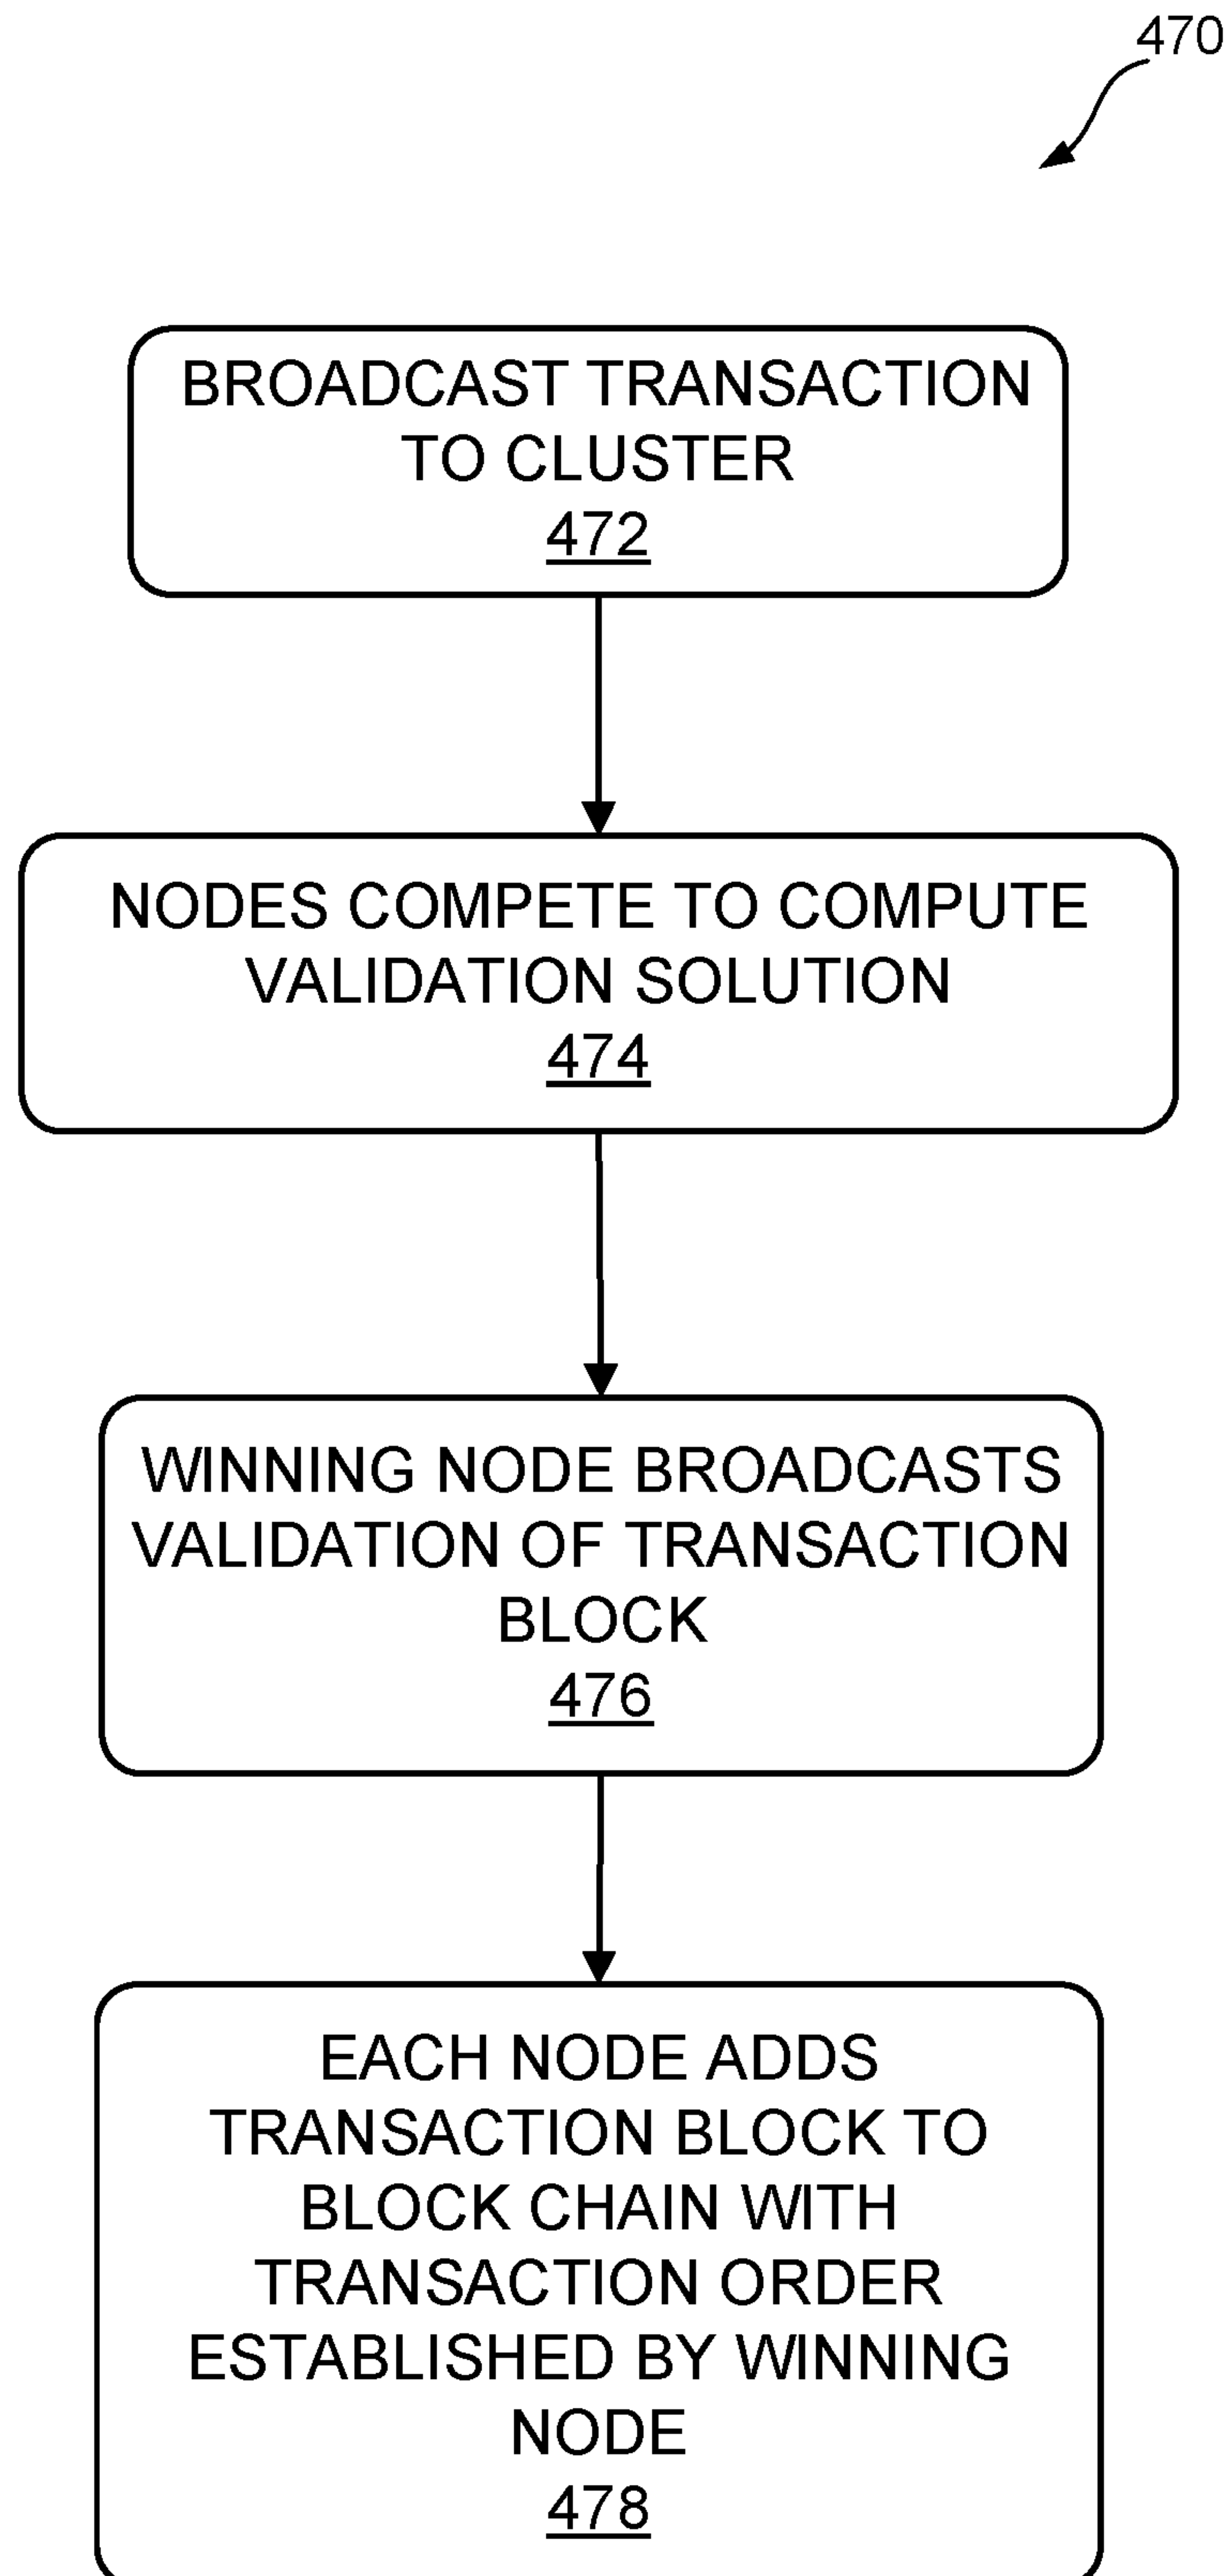 470
BROADCAST TRANSACTION
TO CLUSTER
472
NODES COMPETE TO COMPUTE
VALIDATION SOLUTION
474
WINNING NODE BROADCASTS
VALIDATION OF TRANSACTION
BLOCK
476
EACH NODE ADDS
TRANSACTION BLOCK TO
BLOCK CHAIN WITH
TRANSACTION ORDER
ESTABLISHED BY WINNING
NODE
478